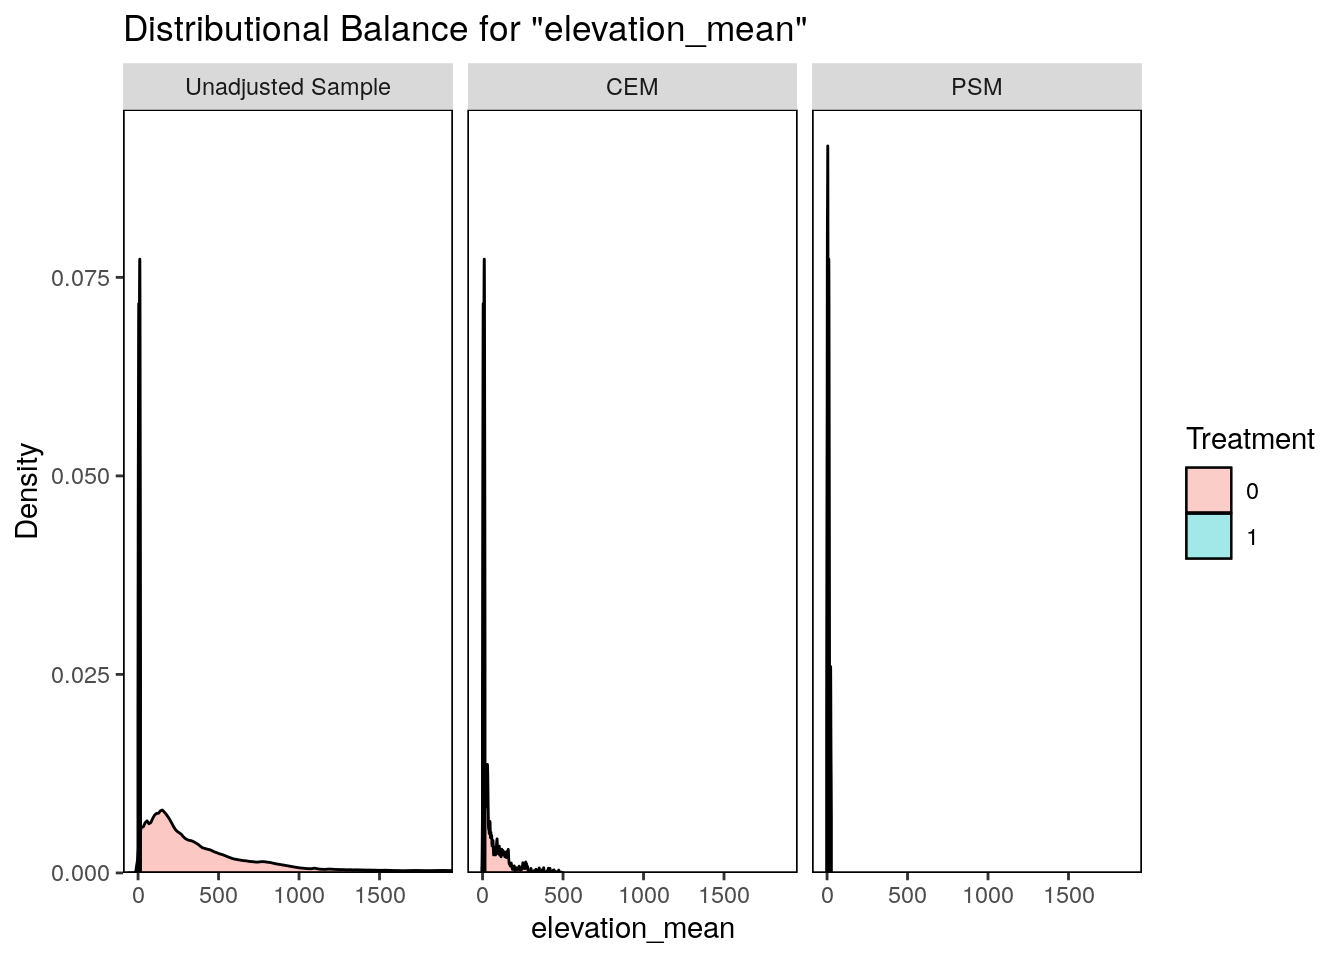 Distributional Balance for "elevation_mean"
Unadjusted Sample
CEM
PSM
Density
0.075
0.050
0.025
0.000
0 500 1000 1500
0 500 1000 1500
0 500 1000 1500
elevation_mean
Treatment
0
1